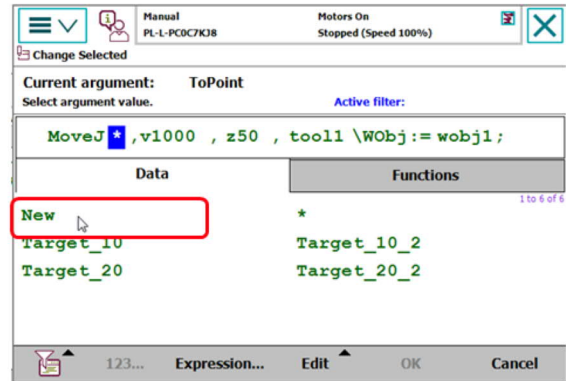 Manual
PL-L-PC0C7KJ8
Motors On
Stopped (Speed 100%)
Change Selected
Current argument: ToPoint
Select argument value.
Active filter:
MoveJ * ,v1000 , z50 , tool1 \WObj:= wobj1;
Data Functions
1 to 6 of 6
New *
Target_10 Target_10_2
Target_20 Target_20_2
123... Expression... Edit OK Cancel